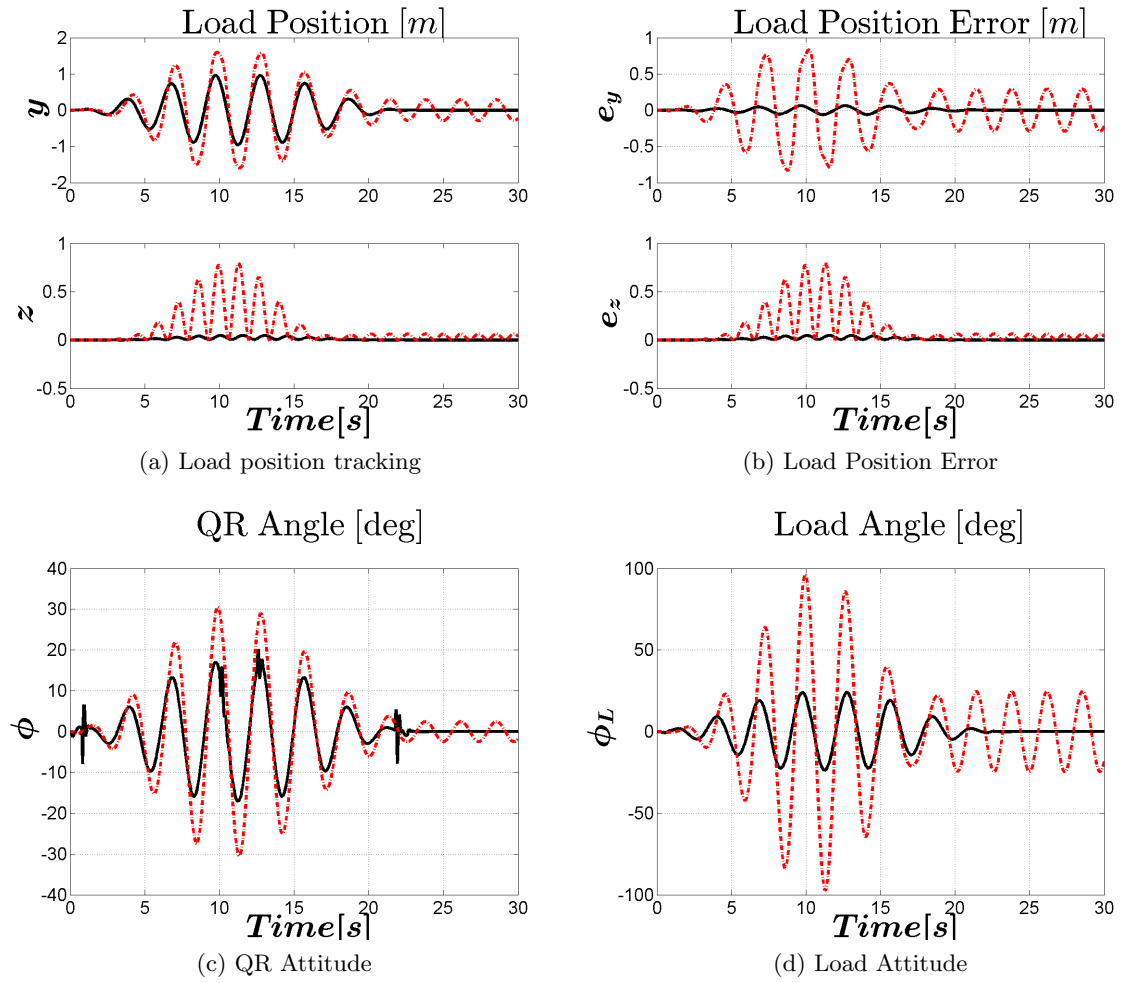 Load Position [m]
2
1
0
-1
-2
y
0 5 10 15 20 25 30
1
0.5
0
-0.5
z
0 5 10 15 20 25 30
Time[s]
(a) Load position tracking
Load Position Error [m]
1
0.5
0
-0.5
-1
e_y
0 5 10 15 20 25 30
1
0.5
0
-0.5
e_z
0 5 10 15 20 25 30
Time[s]
(b) Load Position Error
QR Angle [deg]
40
30
20
10
0
-10
-20
-30
-40
ϕ
0 5 10 15 20 25 30
Time[s]
(c) QR Attitude
Load Angle [deg]
100
50
0
-50
-100
ϕ_L
0 5 10 15 20 25 30
Time[s]
(d) Load Attitude